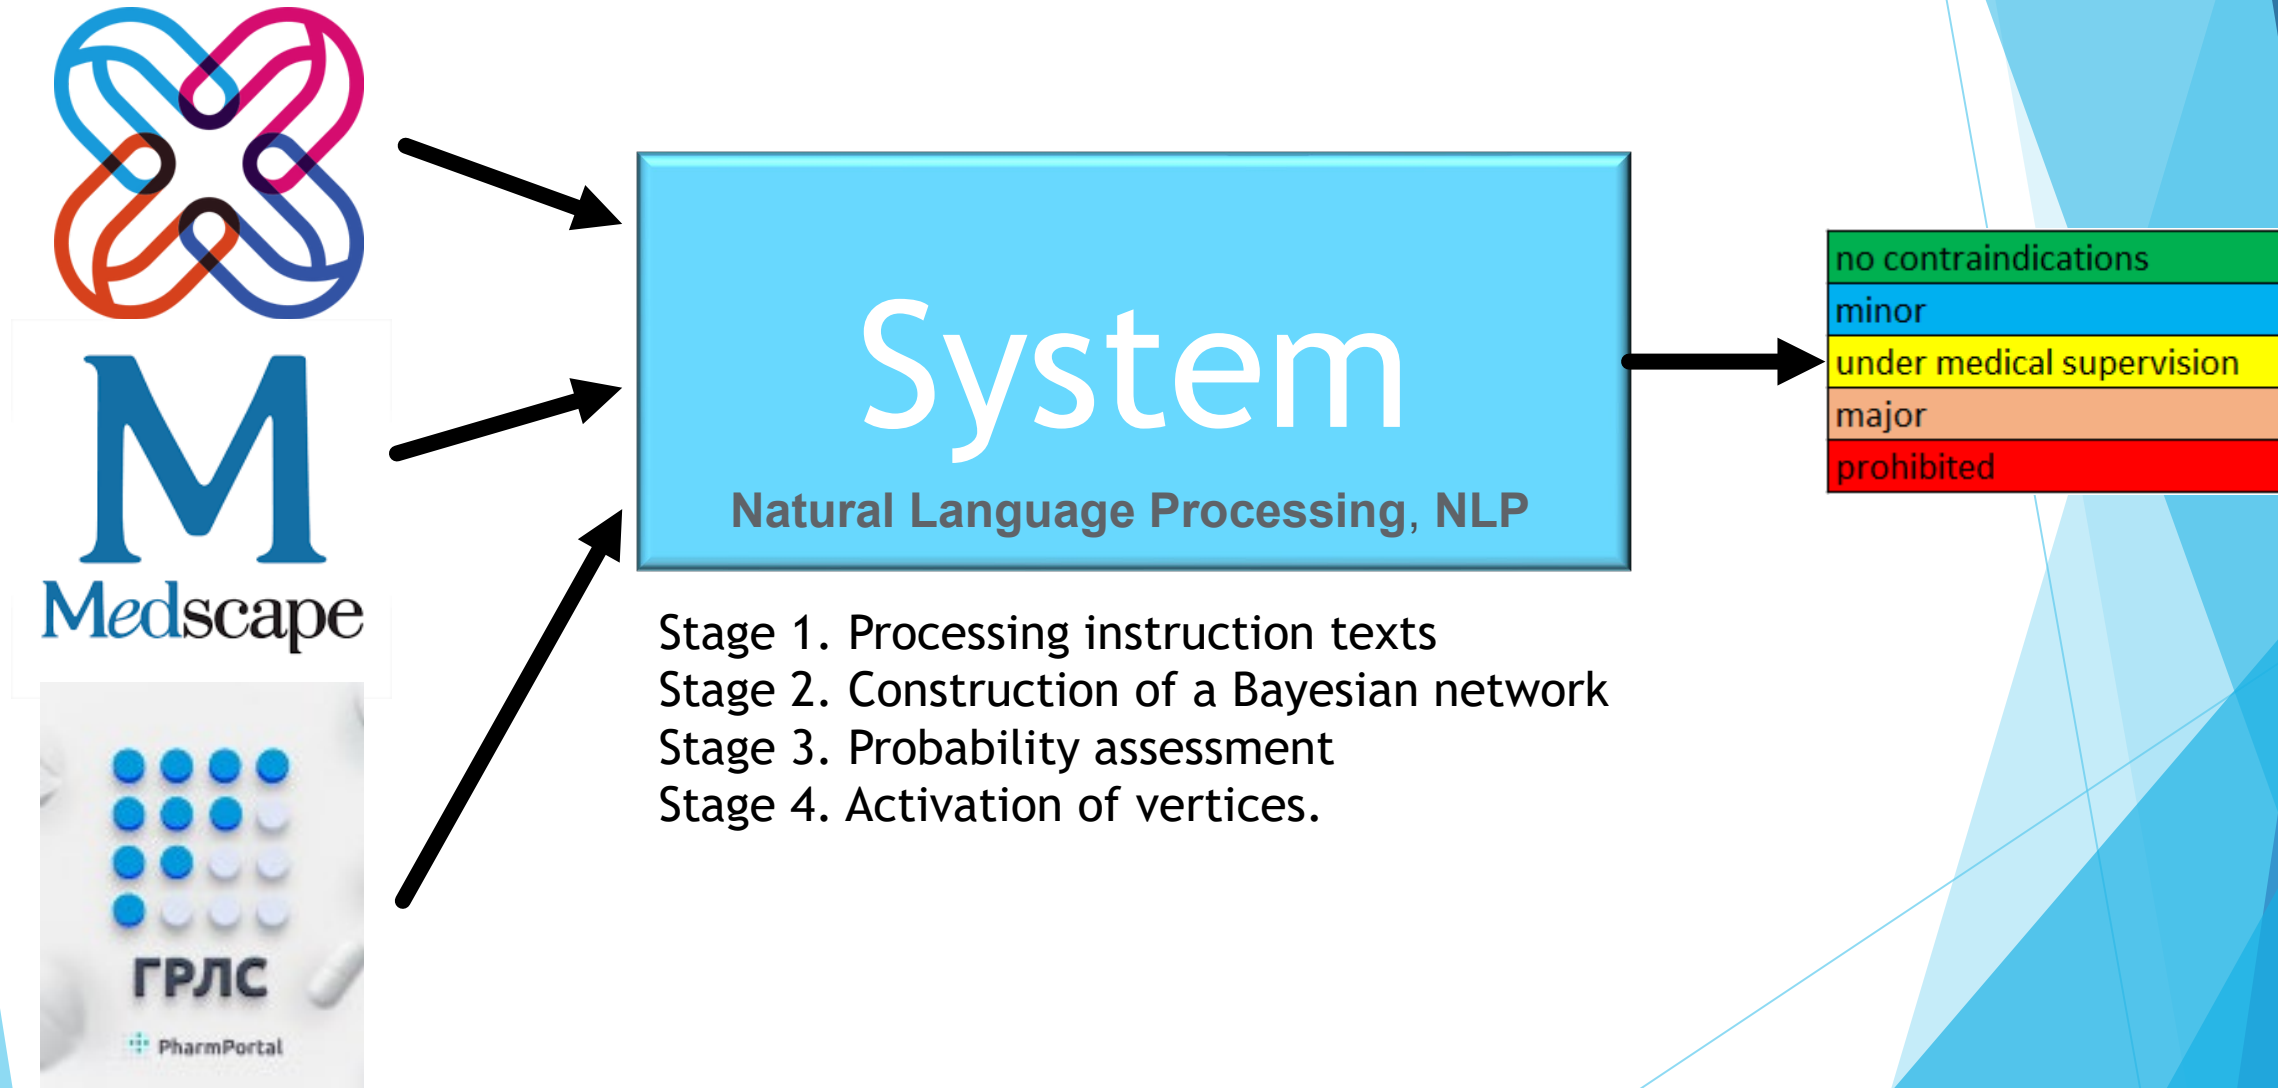 M
Medscape
ГРЛС
PharmPortal
System
Natural Language Processing, NLP
Stage 1. Processing instruction texts
Stage 2. Construction of a Bayesian network
Stage 3. Probability assessment
Stage 4. Activation of vertices.
no contraindications
minor
under medical supervision
major
prohibited